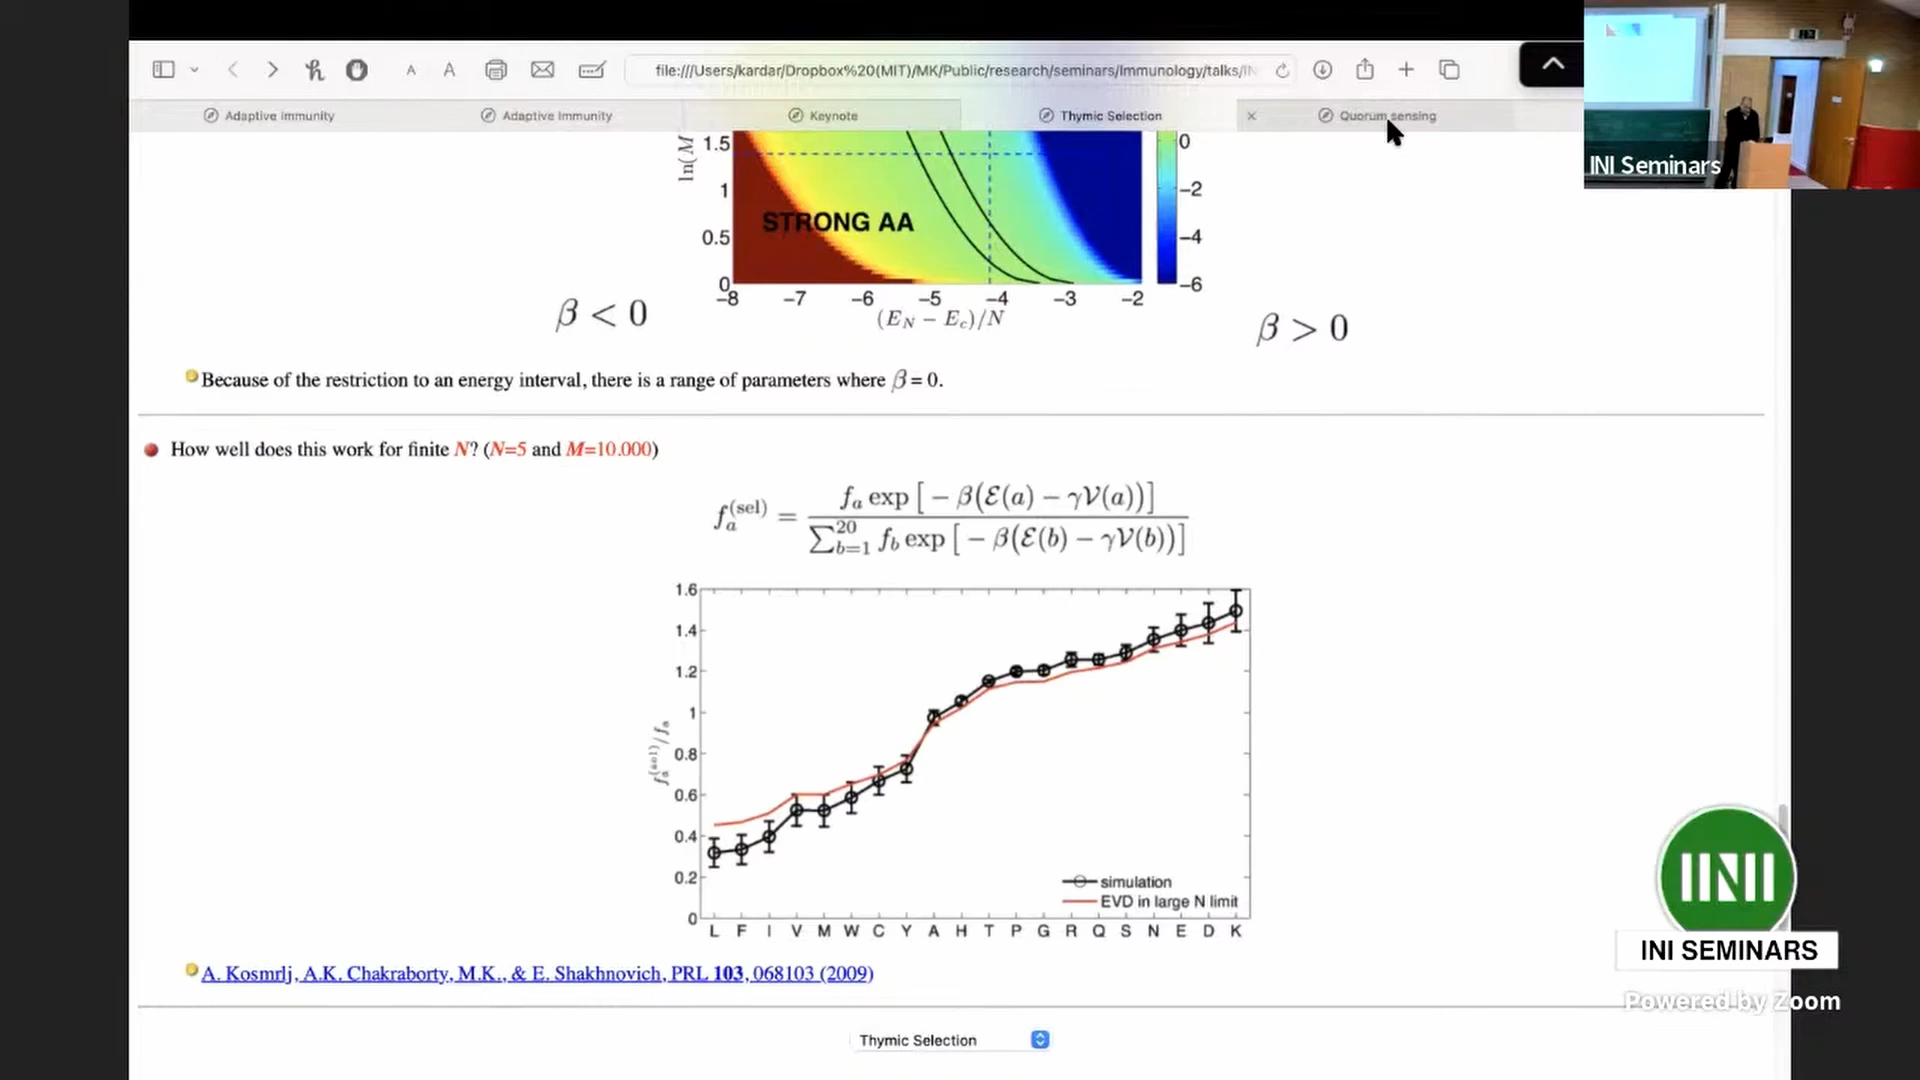 file:///Users/kardar/Dropbox%20(MIT)/MK/Public/research/seminars/Immunology/talks/IN
Adaptive Immunity
Adaptive Immunity
Keynote
Thymic Selection
Quorum sensing
INI Seminars
ln(M
1.5
1
0.5
0
STRONG AA
−8 −7 −6 −5 −4 −3 −2
(E_N − E_c)/N
0
−2
−4
−6
β < 0
β > 0
Because of the restriction to an energy interval, there is a range of parameters where β = 0.
How well does this work for finite N? (N=5 and M=10.000)
f_a^{(sel)} = \frac{f_a exp [ − β(ℰ(a) − γ𝒱(a))]}{∑_{b=1}^{20} f_b exp [ − β(ℰ(b) − γ𝒱(b))]}
f_a^{(sel)}/f_a
1.6
1.4
1.2
1
0.8
0.6
0.4
0.2
0
simulation
EVD in large N limit
L F I V M W C Y A H T P G R Q S N E D K
A. Kosmrlj, A.K. Chakraborty, M.K., & E. Shakhnovich, PRL 103, 068103 (2009)
Thymic Selection
INI
INI SEMINARS
Powered by Zoom